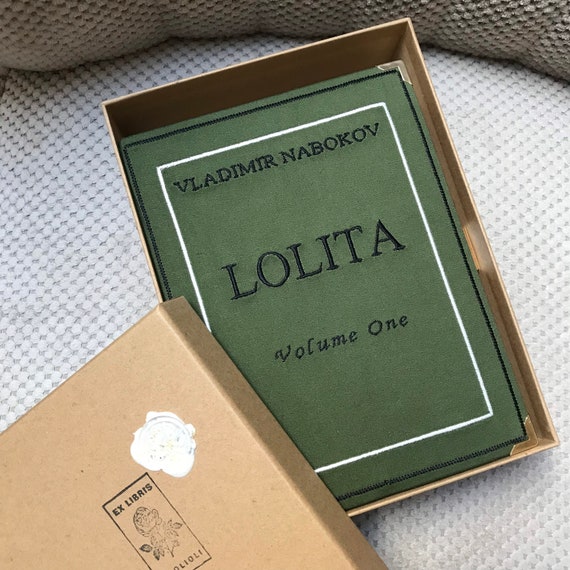 VLADIMIR NABOKOV
LOLITA
Volume One
EX LIBRIS